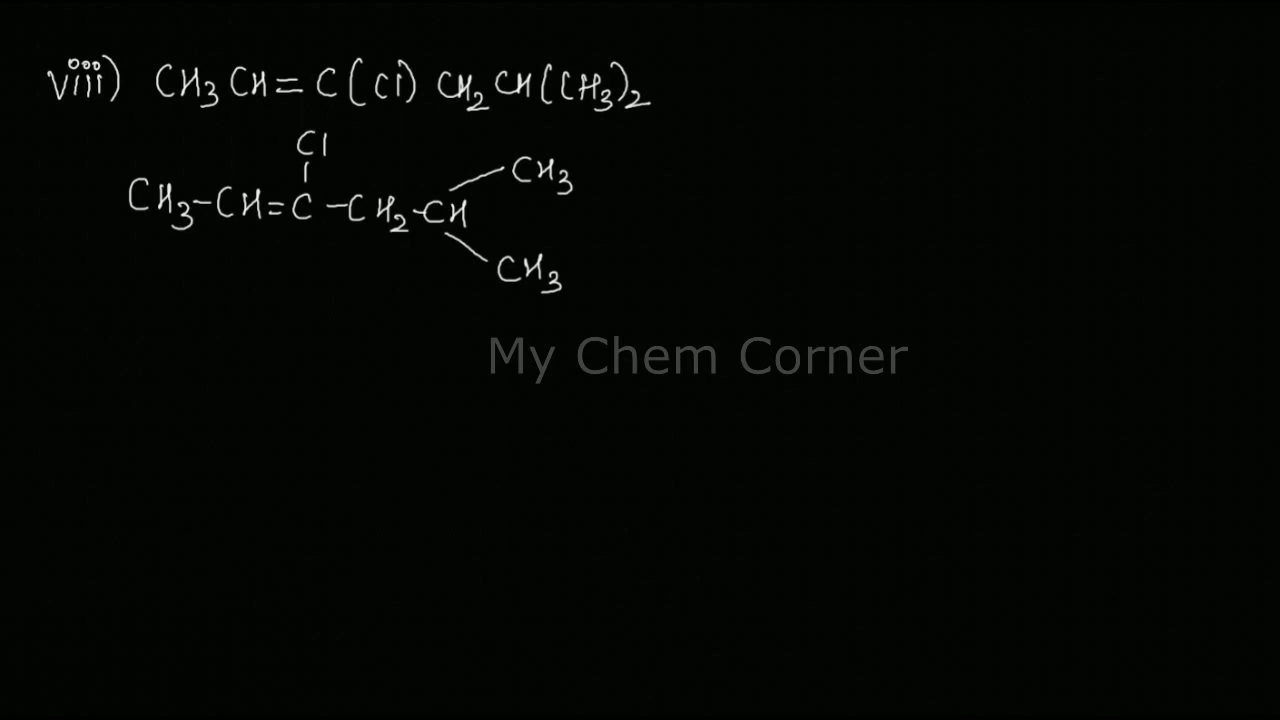 viii) CH₃CH=C(Cl)CH₂CH(CH₃)₂
Cl
CH₃
CH₃-CH=C-CH₂-CH
CH₃
My Chem Corner